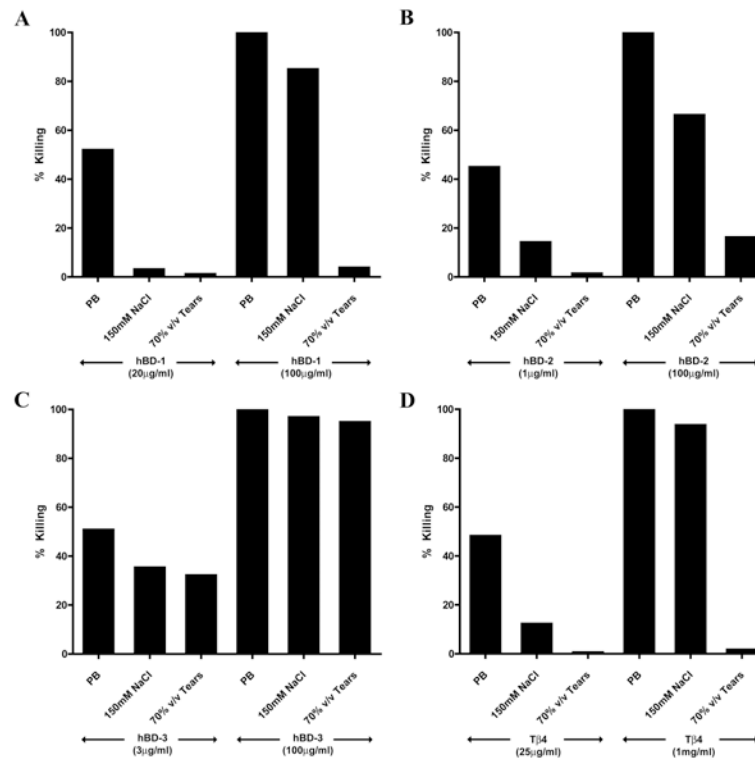 A
% Killing
100
80
60
40
20
0
PB
150mM NaCl
70% v/v Tears
PB
150mM NaCl
70% v/v Tears
hBD-1
(20μg/ml)
hBD-1
(100μg/ml)
B
% Killing
100
80
60
40
20
0
PB
150mM NaCl
70% v/v Tears
PB
150mM NaCl
70% v/v Tears
hBD-2
(1μg/ml)
hBD-2
(100μg/ml)
C
% Killing
100
80
60
40
20
0
PB
150mM NaCl
70% v/v Tears
PB
150mM NaCl
70% v/v Tears
hBD-3
(3μg/ml)
hBD-3
(100μg/ml)
D
% Killing
100
80
60
40
20
0
PB
150mM NaCl
70% v/v Tears
PB
150mM NaCl
70% v/v Tears
Tβ4
(25μg/ml)
Tβ4
(1mg/ml)